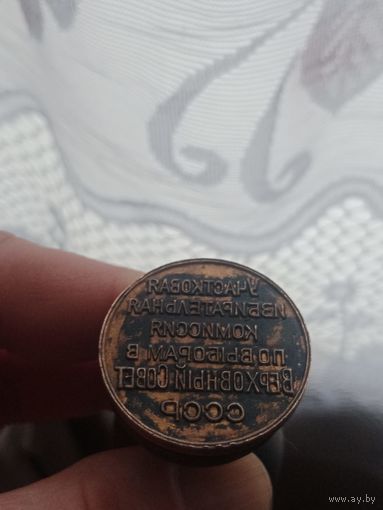 УЧАСТКОВАЯ
ИЗБИРАТЕЛЬНАЯ
КОМИССИЯ
ПО ВЫБОРАМ В
ВЕРХОВНЫЙ СОВЕТ
СССР
www.ay.by